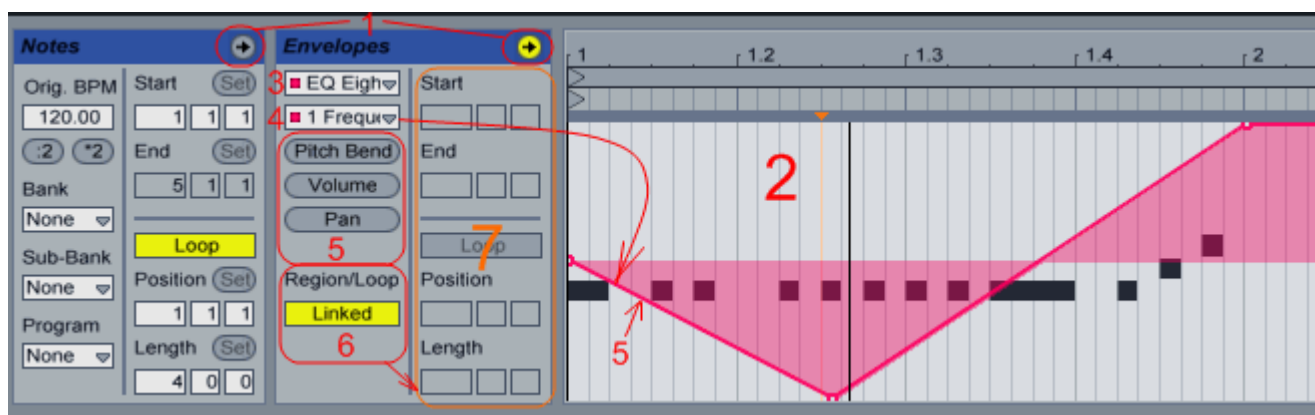 1
Notes
Orig. BPM
120.00
:2 *2
Bank
None
Sub-Bank
None
Program
None
Start Set
1 1 1
End Set
5 1 1
Loop
Position Set
1 1 1
Length Set
4 0 0
Envelopes
3 EQ Eigh
4 1 Freque
Pitch Bend
Volume
Pan
5
Region/Loop
Linked
6
Start
End
7
Loop
Position
Length
1 1.2 1.3 1.4 2
2
5